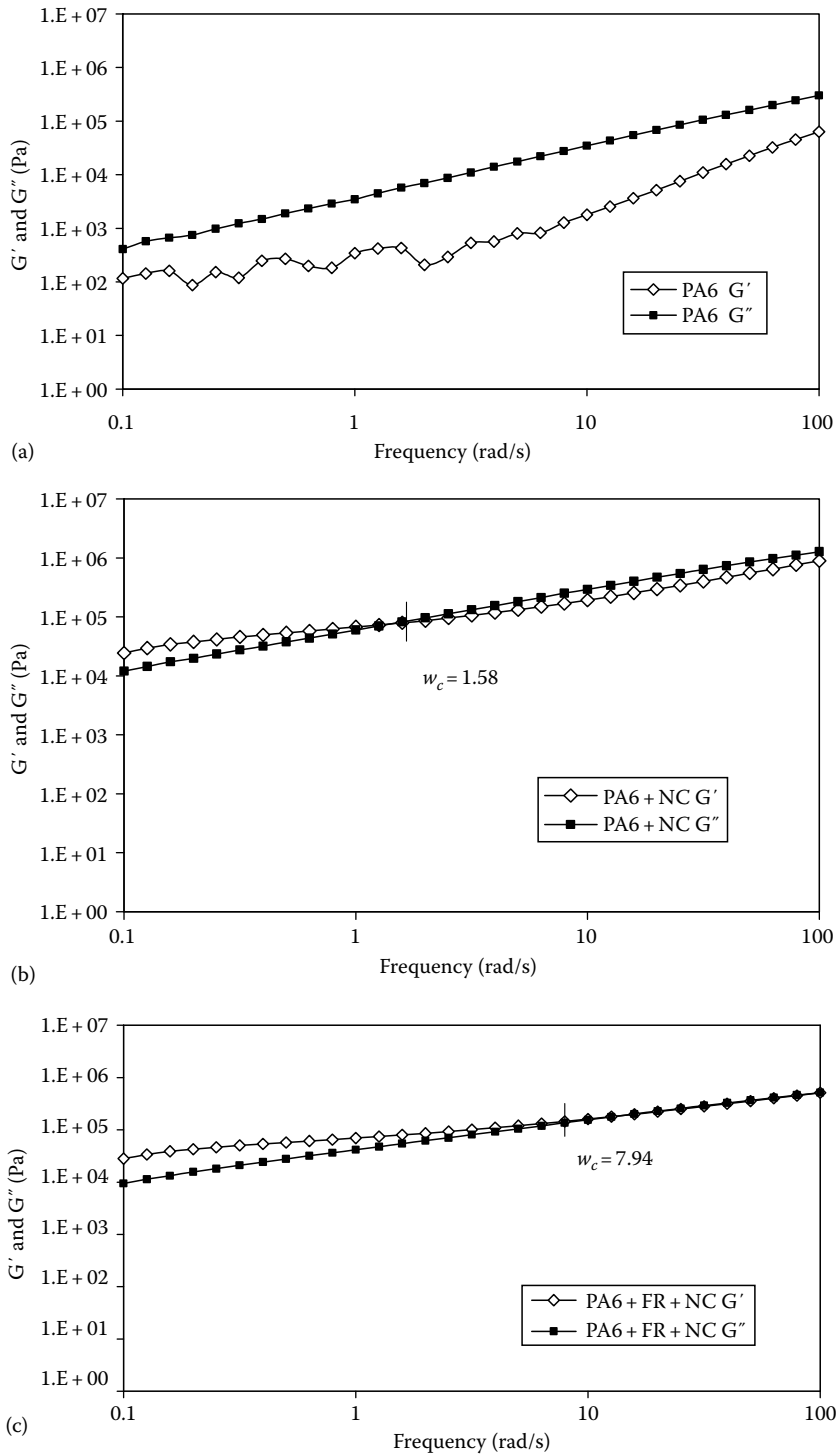 1.E + 07
1.E + 06
1.E + 05
1.E + 04
1.E + 03
1.E + 02
1.E + 01
1.E + 00
G′ and G″ (Pa)
PA6 G′
PA6 G″
0.1 1 10 100
Frequency (rad/s)
(a)
1.E + 07
1.E + 06
1.E + 05
1.E + 04
1.E + 03
1.E + 02
1.E + 01
1.E + 00
G′ and G″ (Pa)
w_c = 1.58
PA6 + NC G′
PA6 + NC G″
0.1 1 10 100
Frequency (rad/s)
(b)
1.E + 07
1.E + 06
1.E + 05
1.E + 04
1.E + 03
1.E + 02
1.E + 01
1.E + 00
G′ and G″ (Pa)
w_c = 7.94
PA6 + FR + NC G′
PA6 + FR + NC G″
0.1 1 10 100
Frequency (rad/s)
(c)